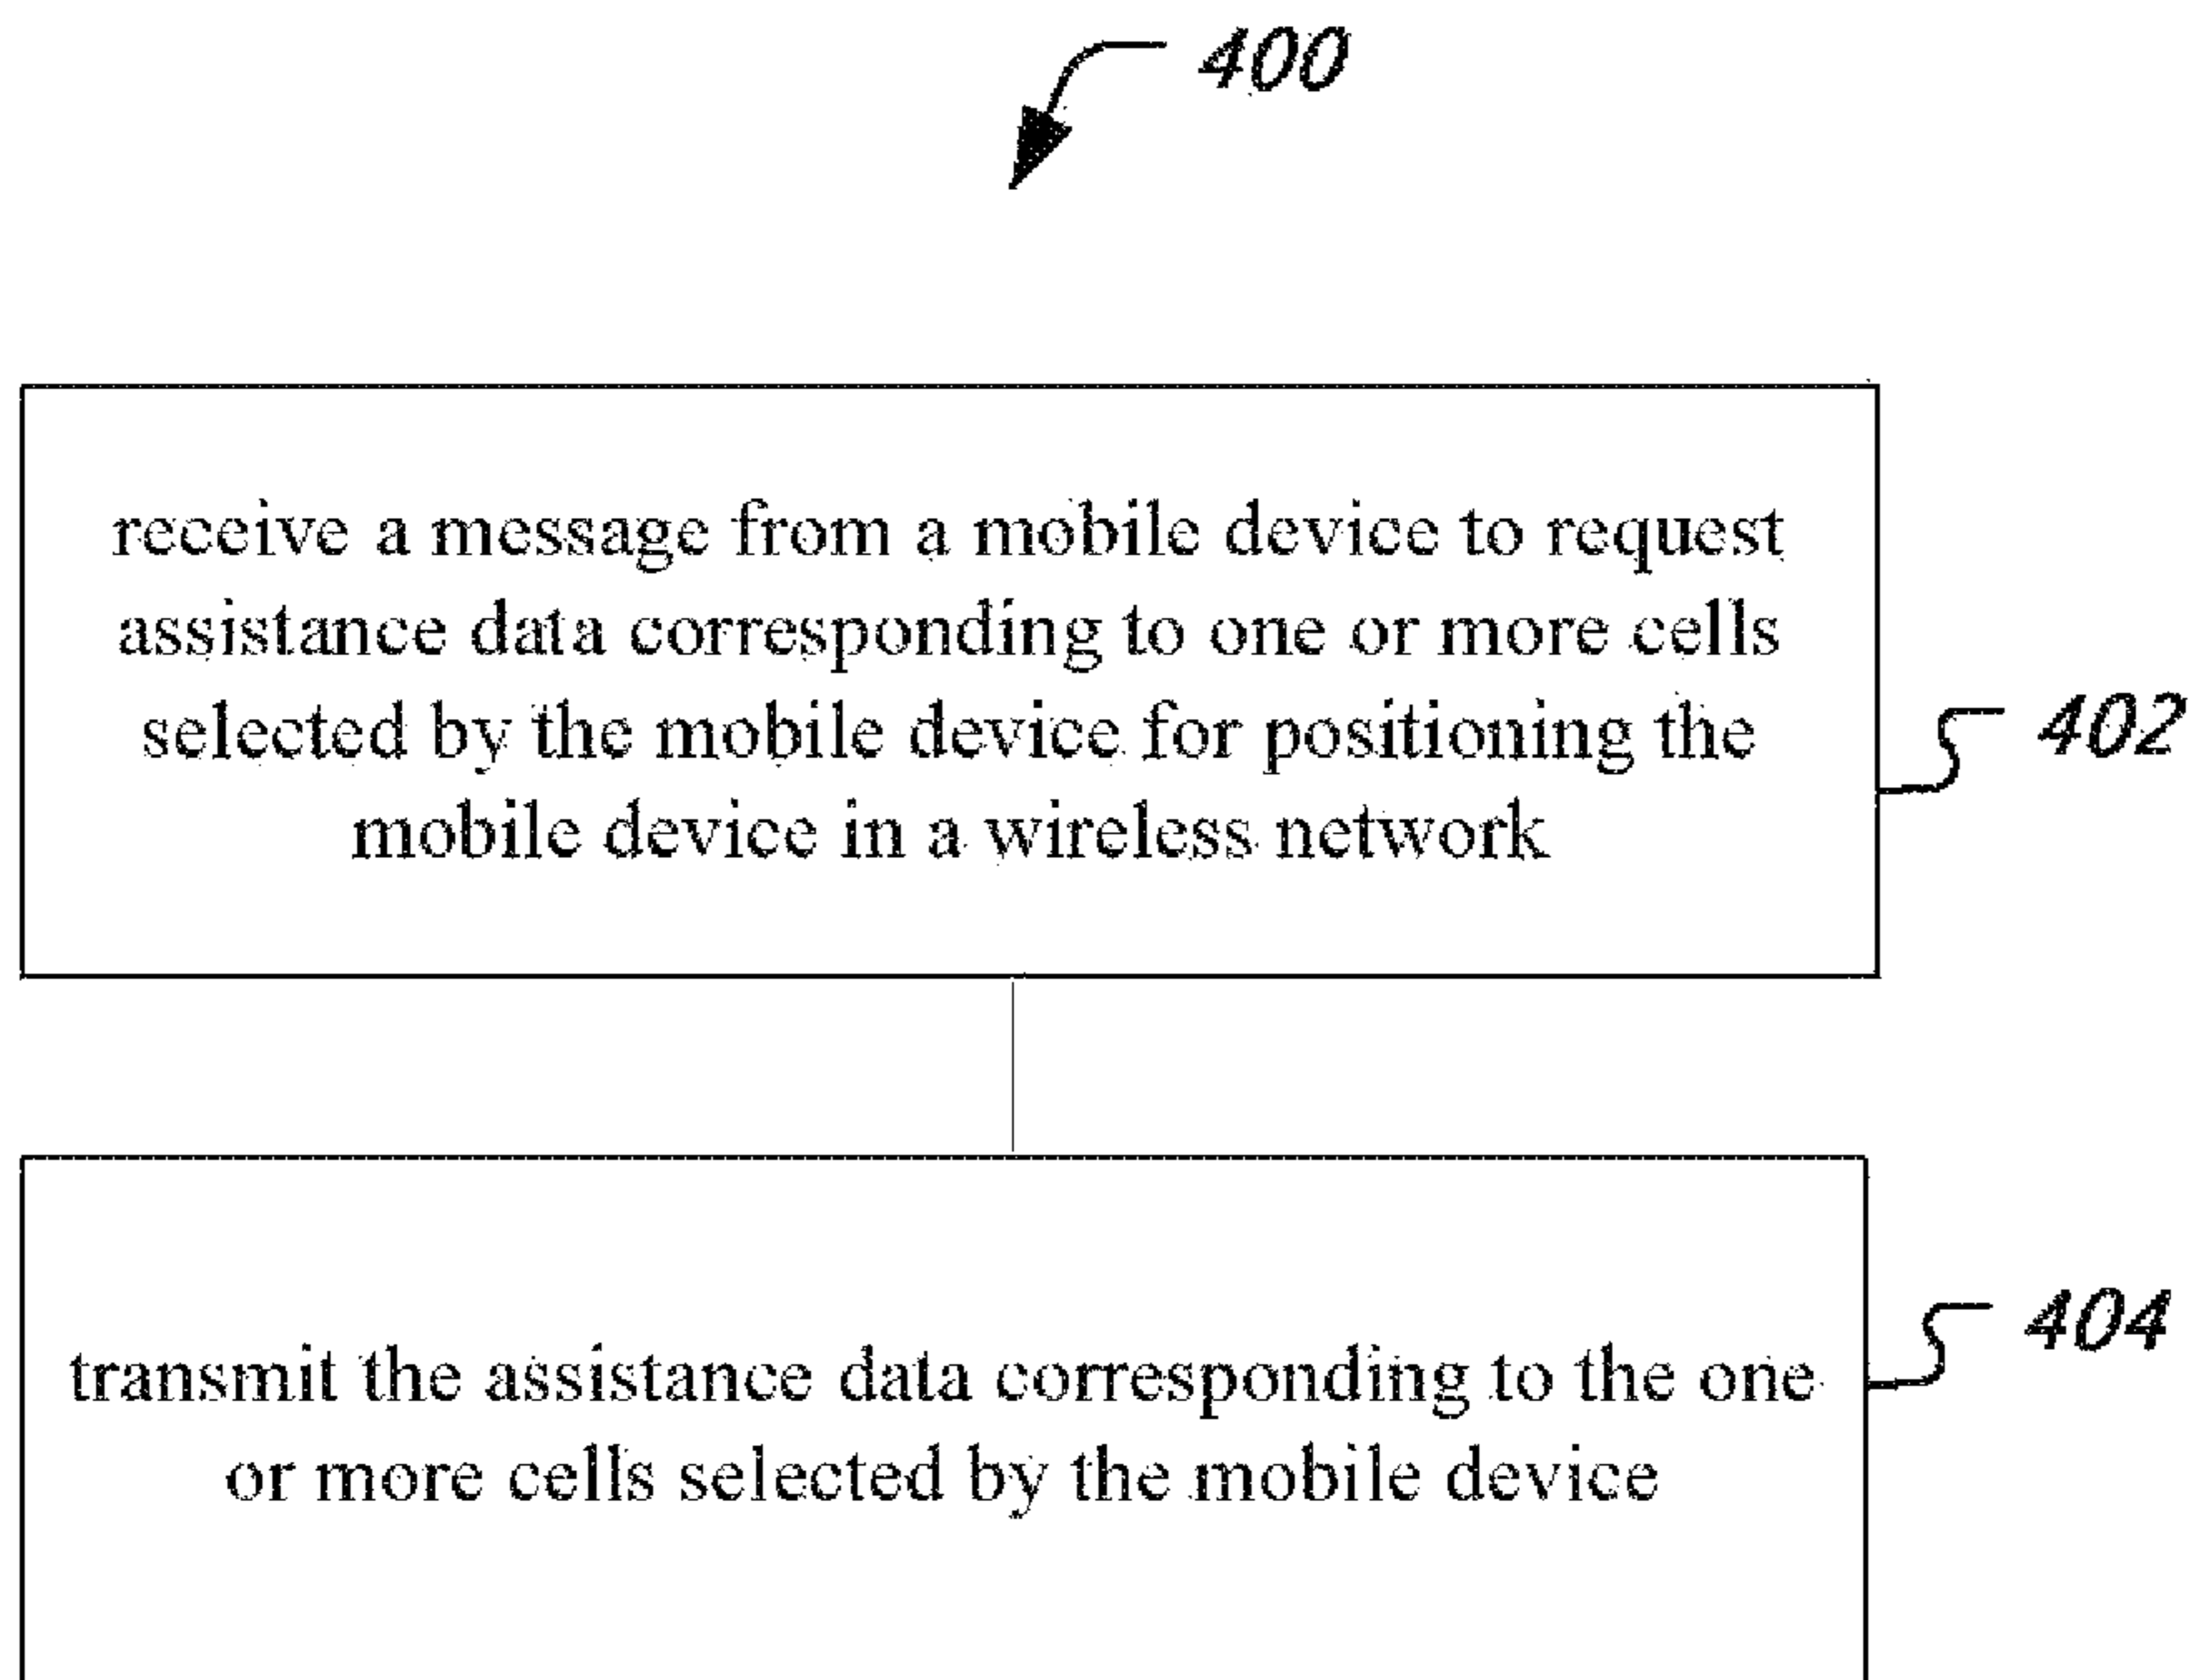 400
receive a message from a mobile device to request
assistance data corresponding to one or more cells
selected by the mobile device for positioning the
mobile device in a wireless network
402
transmit the assistance data corresponding to the one
or more cells selected by the mobile device
404